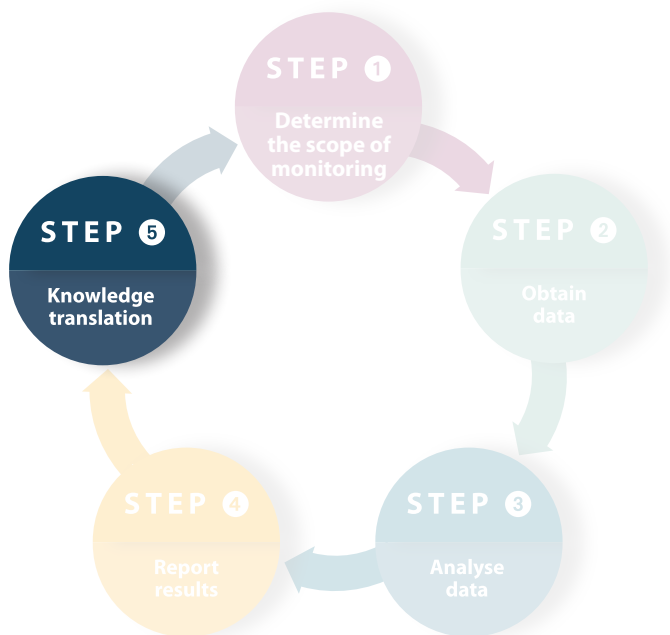 STEP 1
Determine
the scope of
monitoring
STEP 2
Obtain
data
STEP 3
Analyse
data
STEP 4
Report
results
STEP 5
Knowledge
translation